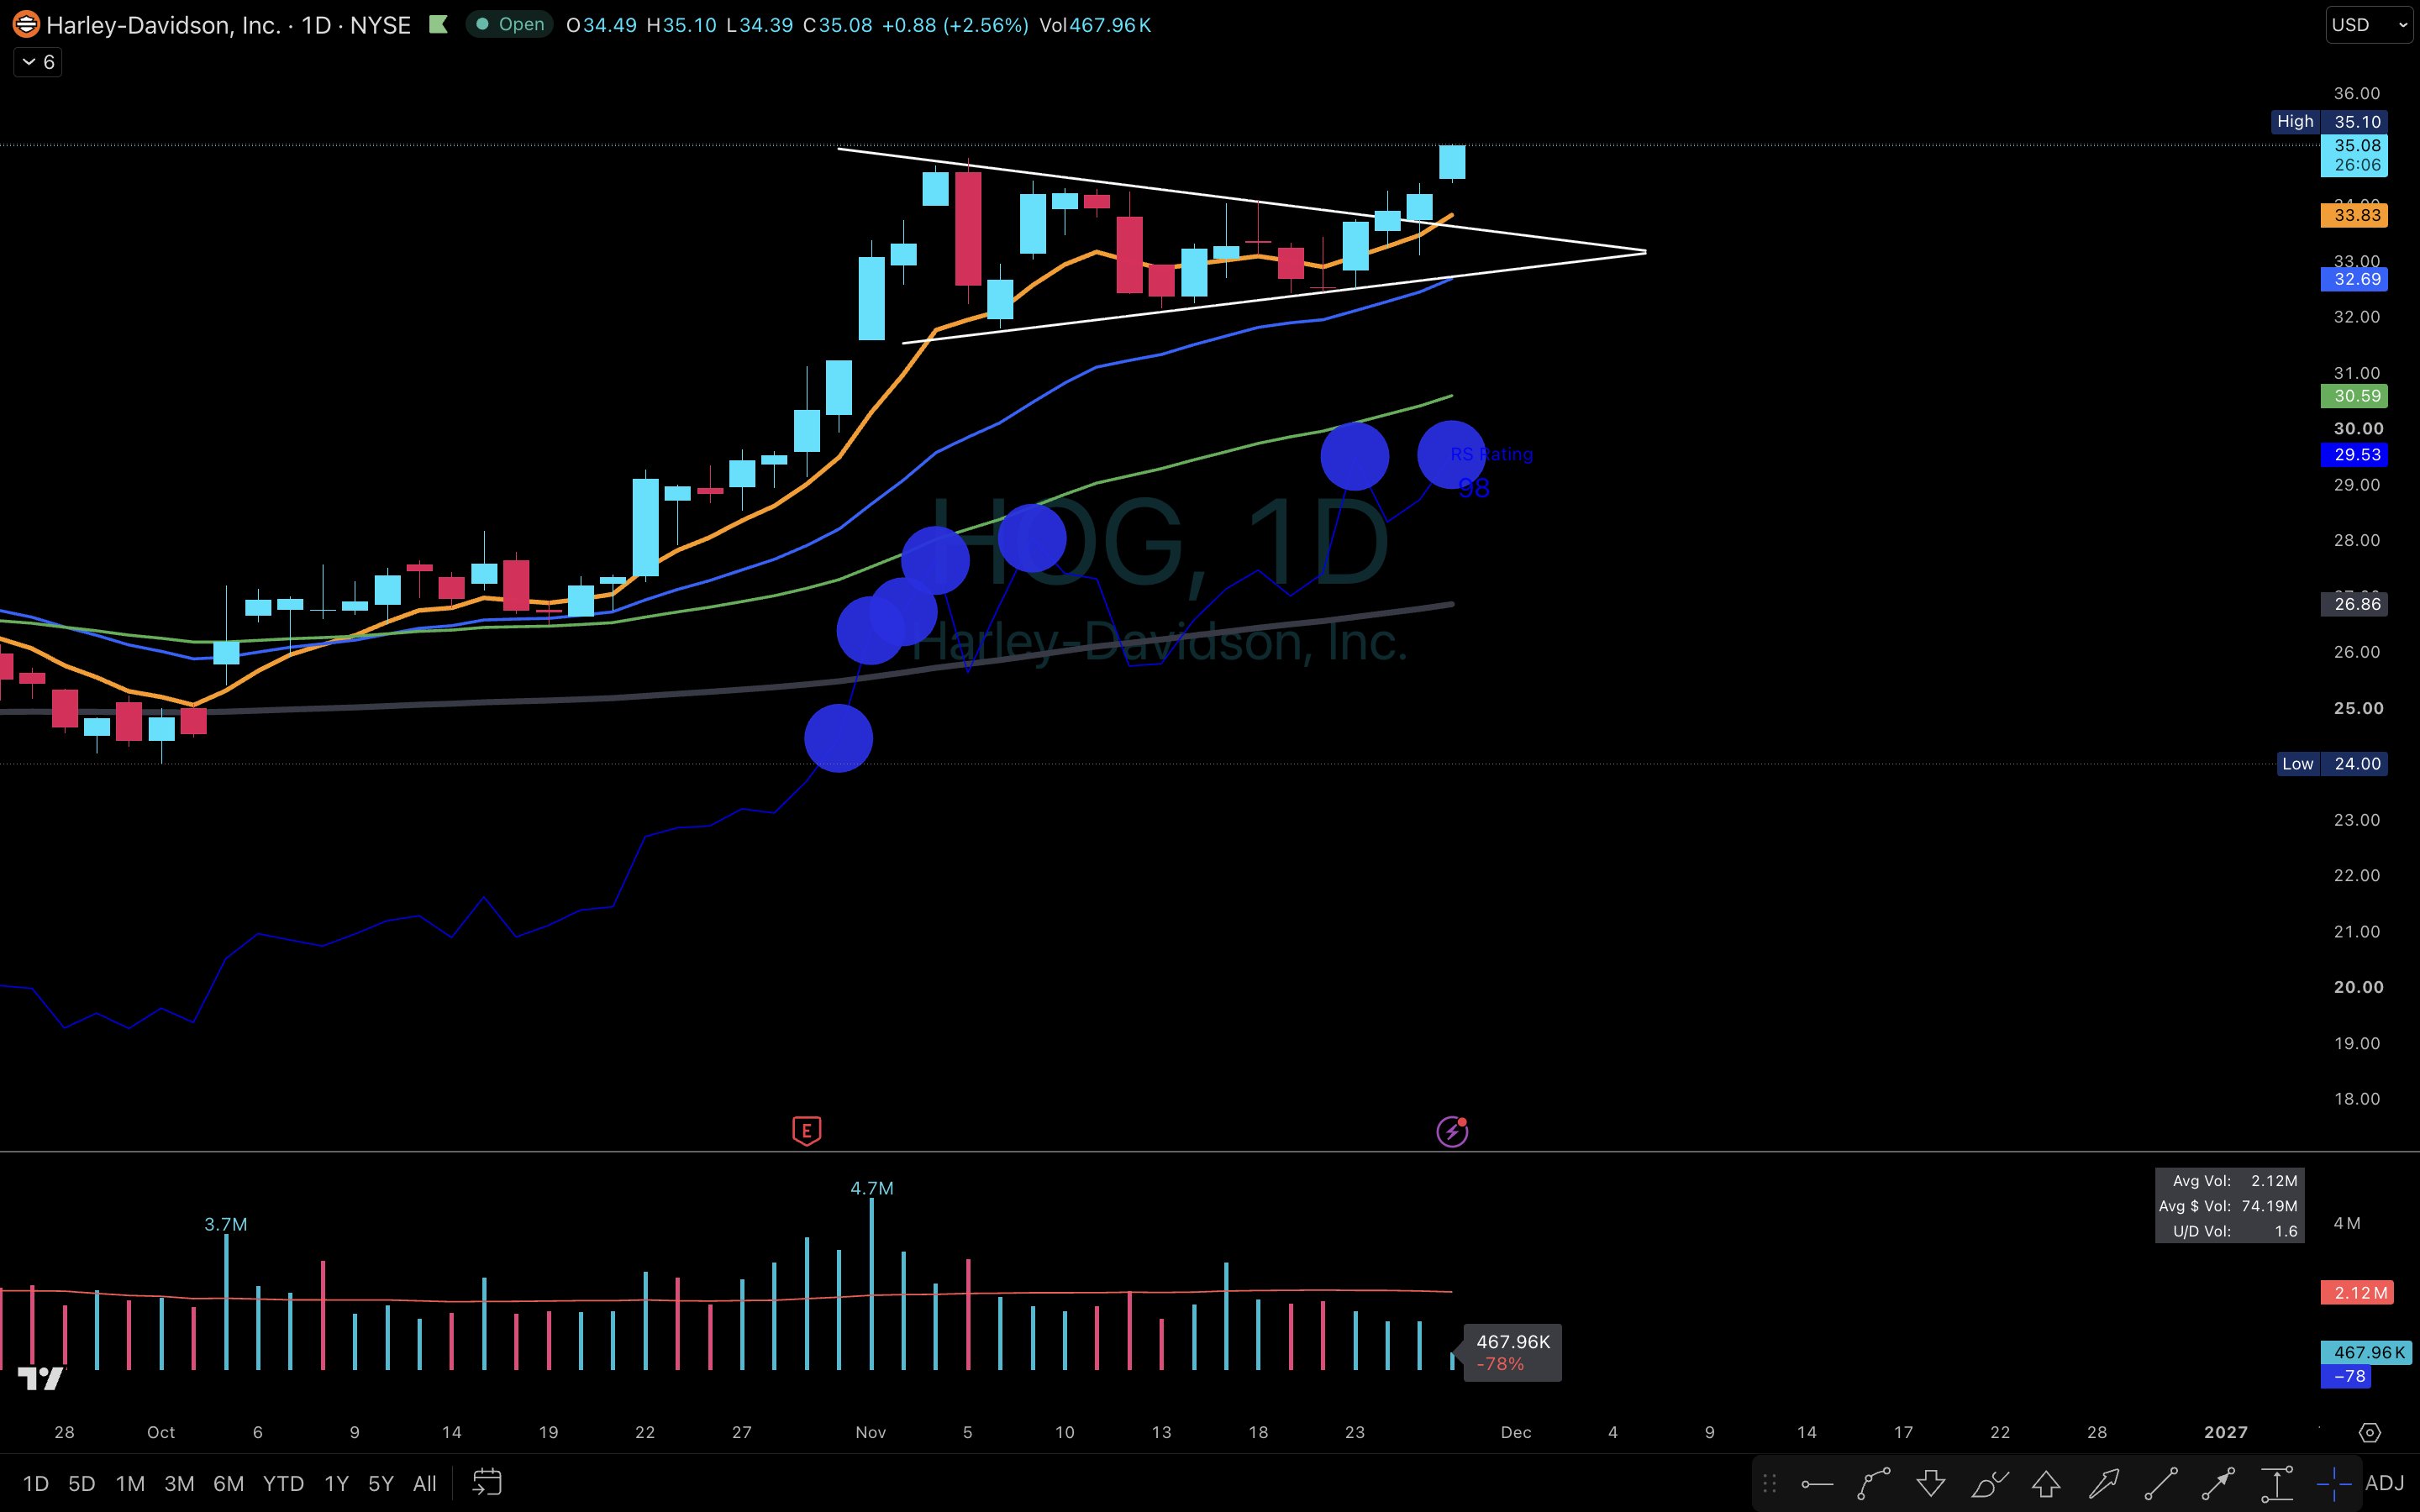 Harley-Davidson, Inc. · 1D · NYSE Open O34.49 H35.10 L34.39 C35.08 +0.88 (+2.56%) Vol467.96K
USD
6
36.00
High 35.10
35.08
26:06
33.83
33.00
32.69
32.00
31.00
30.59
30.00
RS Rating
29.53
98
29.00
HOG, 1D
28.00
26.86
Harley-Davidson, Inc.
26.00
25.00
Low 24.00
23.00
22.00
21.00
20.00
19.00
18.00
E
Avg Vol: 2.12M
Avg $ Vol: 74.19M
U/D Vol: 1.6
4.7M
3.7M
4M
2.12M
467.96K
-78%
467.96K
−78
28 Oct 6 9 14 19 22 27 Nov 5 10 13 18 23 Dec 4 9 14 17 22 28 2027
1D 5D 1M 3M 6M YTD 1Y 5Y All
ADJ